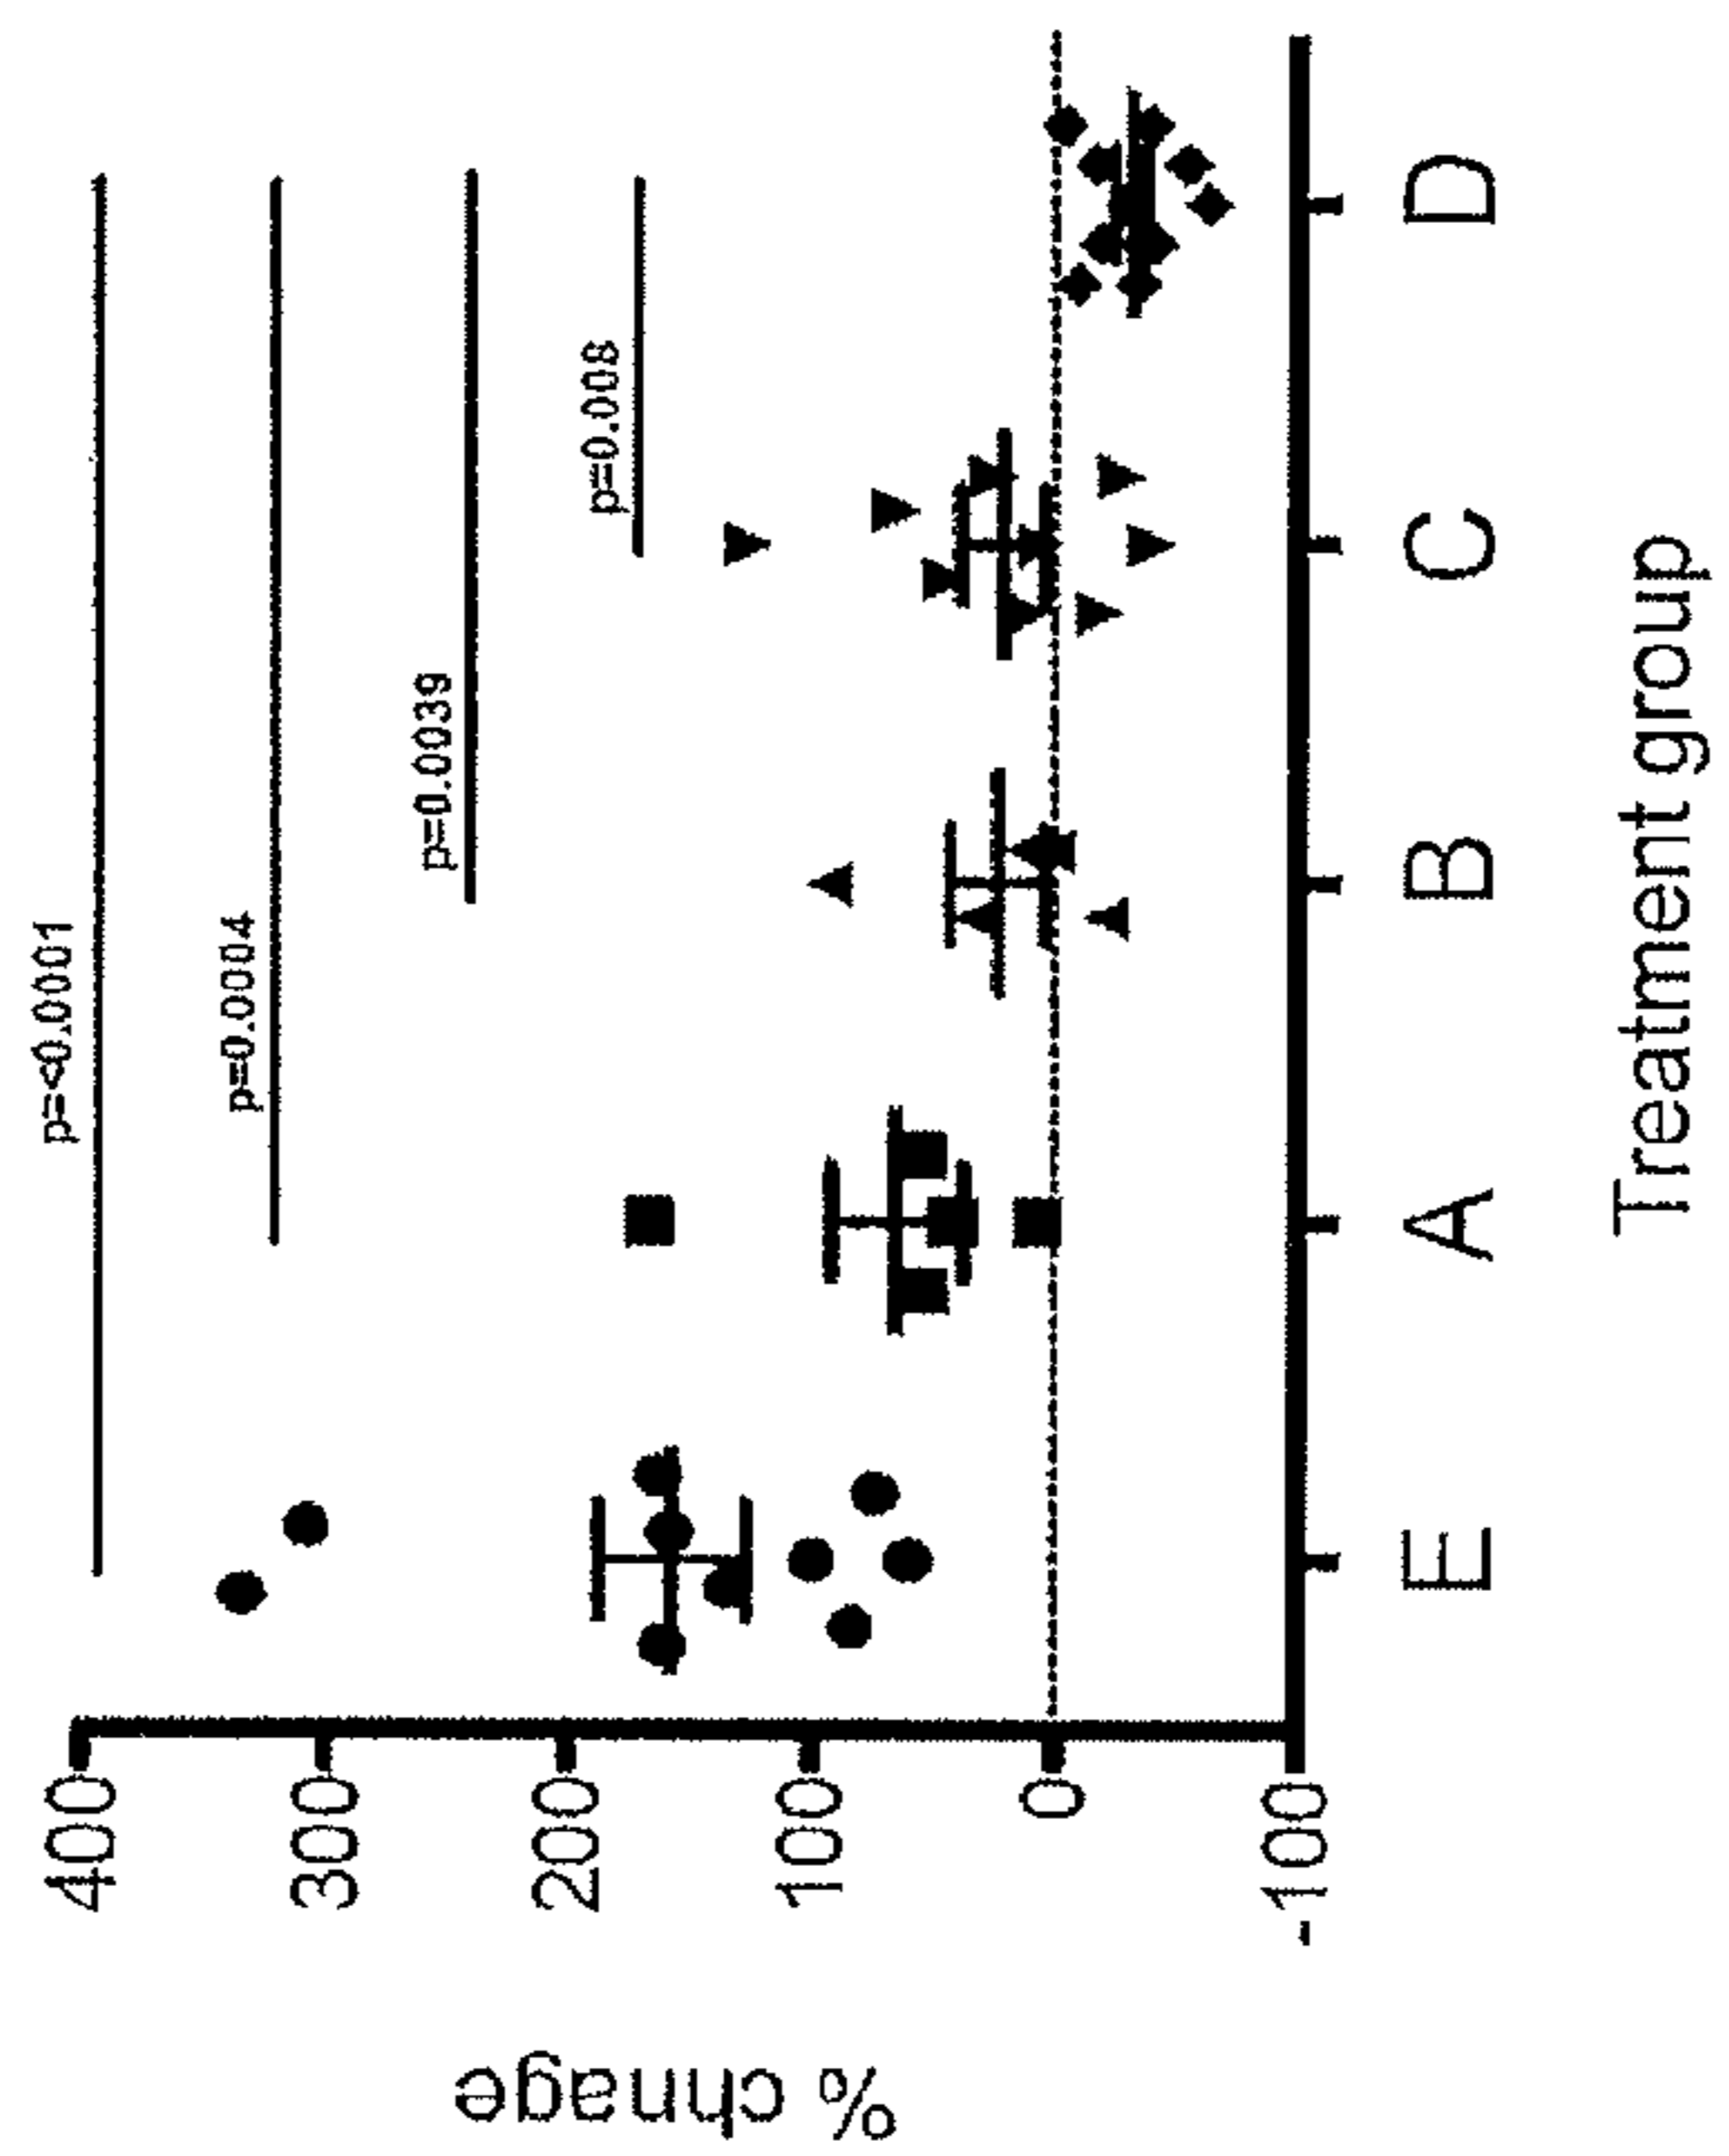 p=<0.0001
p=0.0004
p=0.0039
p=0.008
400
300
200
100
0
-100
% chnage
E
A
B
C
D
Treatment group